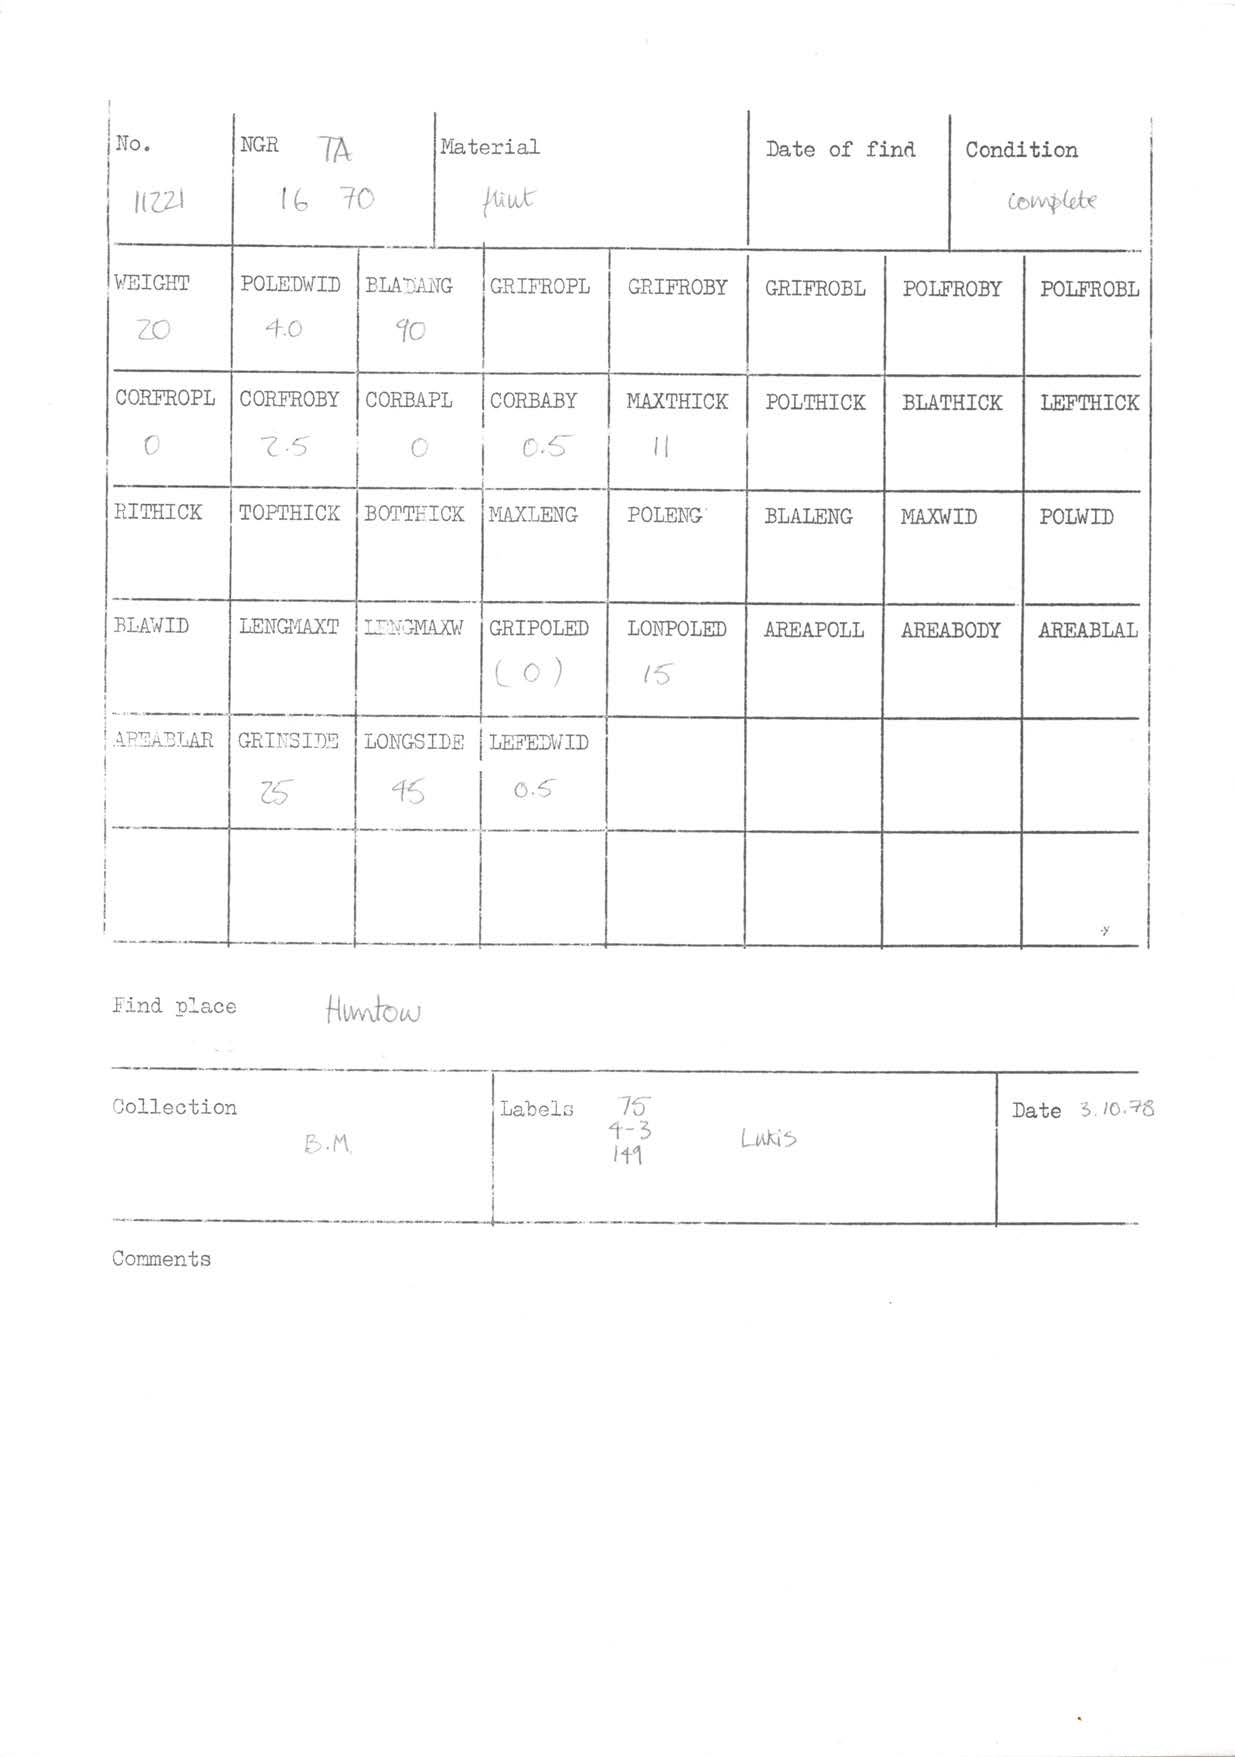 No. NGR TA Material Date of find Condition
11221 16 70 flint complete
WEIGHT POLEDWID BLADANG GRIFROPL GRIFROBY GRIFROBL POLFROBY POLFROBL
20 4.0 90
CORFROPL CORFROBY CORBAPL CORBABY MAXTHICK POLTHICK BLATHICK LEFTHICK
0 2.5 0 0.5 11
RITHICK TOPTHICK BOTTHICK MAXLENG POLENG BLALENG MAXWID POLWID
BLAWID LENGMAXT LENGMAXW GRIPOLED LONPOLED AREAPOLL AREABODY AREABLAL
(0) 15
AREABLAR GRINSIDE LONGSIDE LEFEDWID
25 45 0.5
Find place Huntow
Collection Labels 75 Date 3.10.78
4-3
B.M. Lukis
149
Comments